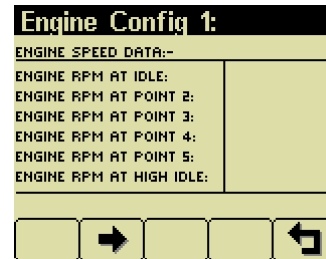 Engine Config 1:
ENGINE SPEED DATA:-
ENGINE RPM AT IDLE:
ENGINE RPM AT POINT 2:
ENGINE RPM AT POINT 3:
ENGINE RPM AT POINT 4:
ENGINE RPM AT POINT 5:
ENGINE RPM AT HIGH IDLE: